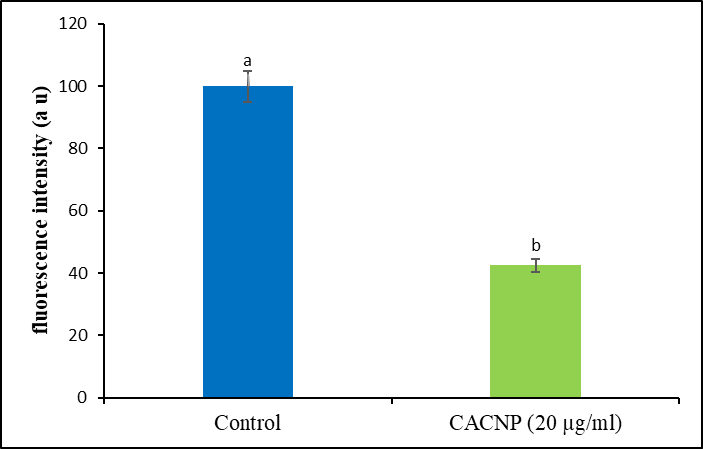 120
100
80
60
40
20
0
fluorescence intensity (a u)
a
b
Control
CACNP (20 µg/ml)